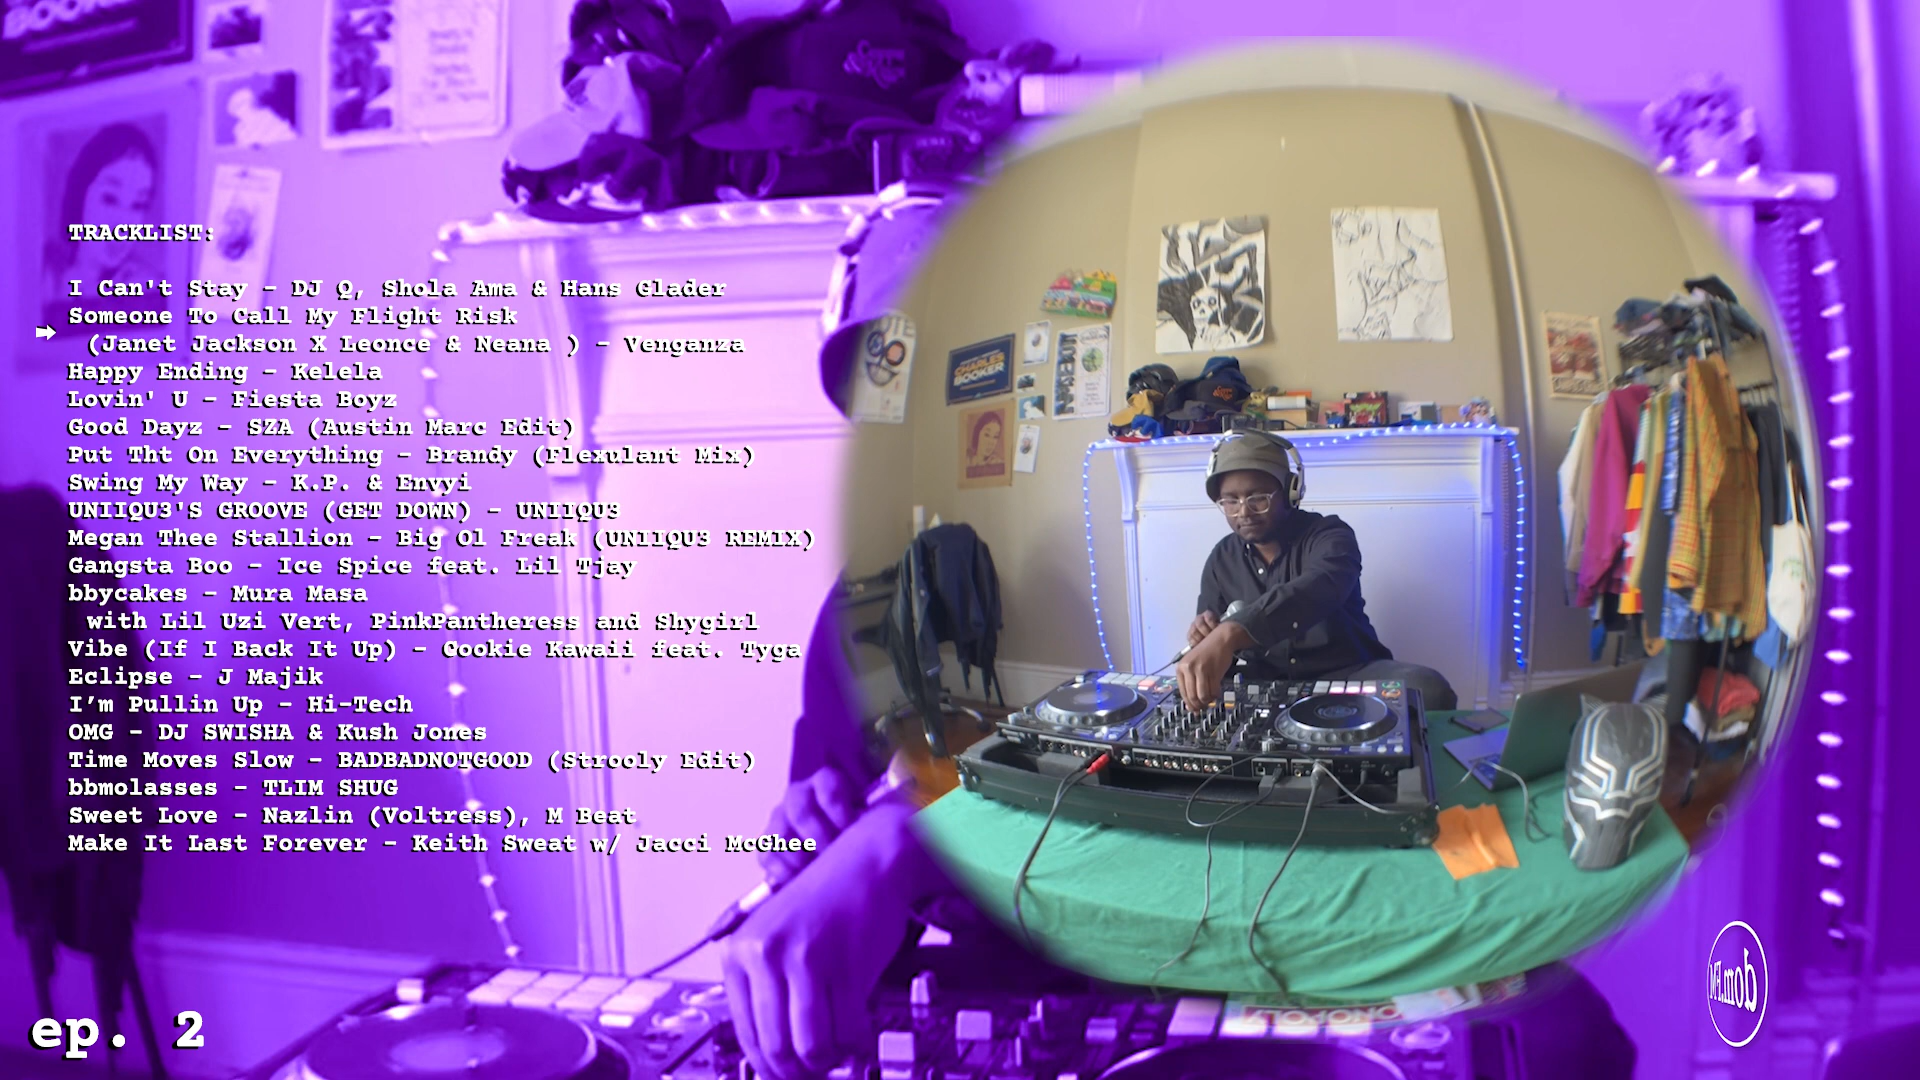 TRACKLIST:
I Can't Stay - DJ Q, Shola Ama & Hans Glader
Someone To Call My Flight Risk
(Janet Jackson X Leonce & Neana ) - Venganza
Happy Ending - Kelela
Lovin' U - Fiesta Boyz
Good Dayz - SZA (Austin Marc Edit)
Put Tht On Everything - Brandy (Flexulant Mix)
Swing My Way - K.P. & Envyi
UNIIQU3'S GROOVE (GET DOWN) - UNIIQU3
Megan Thee Stallion - Big Ol Freak (UNIIQU3 REMIX)
Gangsta Boo - Ice Spice feat. Lil Tjay
bbycakes - Mura Masa
with Lil Uzi Vert, PinkPantheress and Shygirl
Vibe (If I Back It Up) - Cookie Kawaii feat. Tyga
Eclipse - J Majik
I’m Pullin Up - Hi-Tech
OMG - DJ SWISHA & Kush Jones
Time Moves Slow - BADBADNOTGOOD (Strooly Edit)
bbmolasses - TLIM SHUG
Sweet Love - Nazlin (Voltress), M Beat
Make It Last Forever - Keith Sweat w/ Jacci McGhee
ep. 2
CHARLES
BOOKER
BOOKER
dom.FM